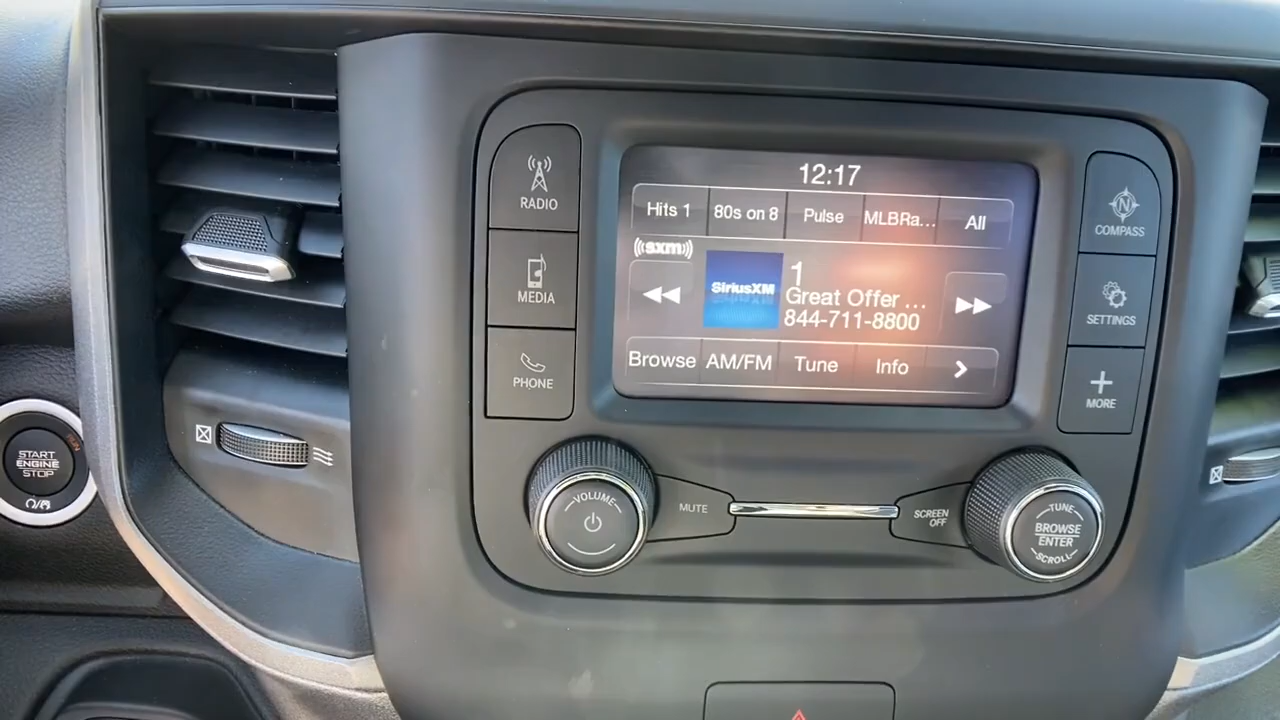 RADIO
MEDIA
PHONE
12:17
Hits 1
80s on 8
Pulse
MLBRa...
All
((sxm))
SiriusXM
1
Great Offer ...
844-711-8800
Browse
AM/FM
Tune
Info
N
COMPASS
SETTINGS
MORE
START
ENGINE
STOP
VOLUME
MUTE
SCREEN
OFF
TUNE
BROWSE
ENTER
SCROLL